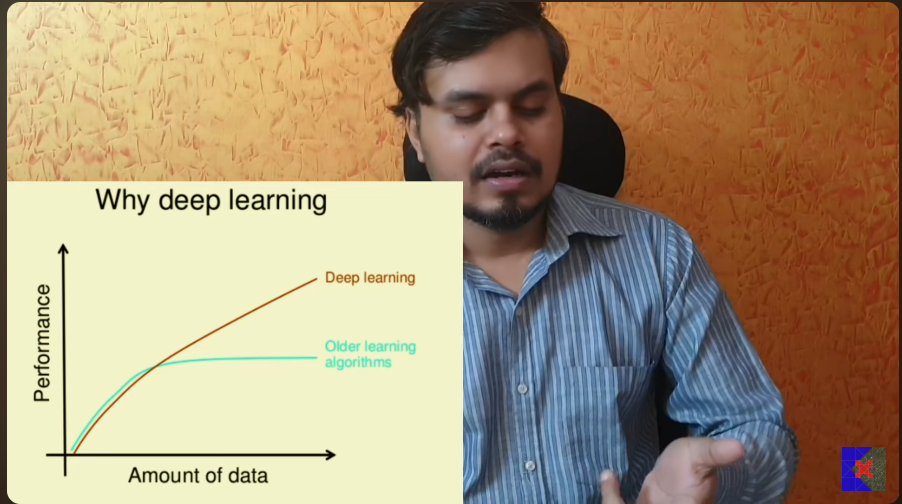 Why deep learning
Performance
Deep learning
Older learning
algorithms
Amount of data